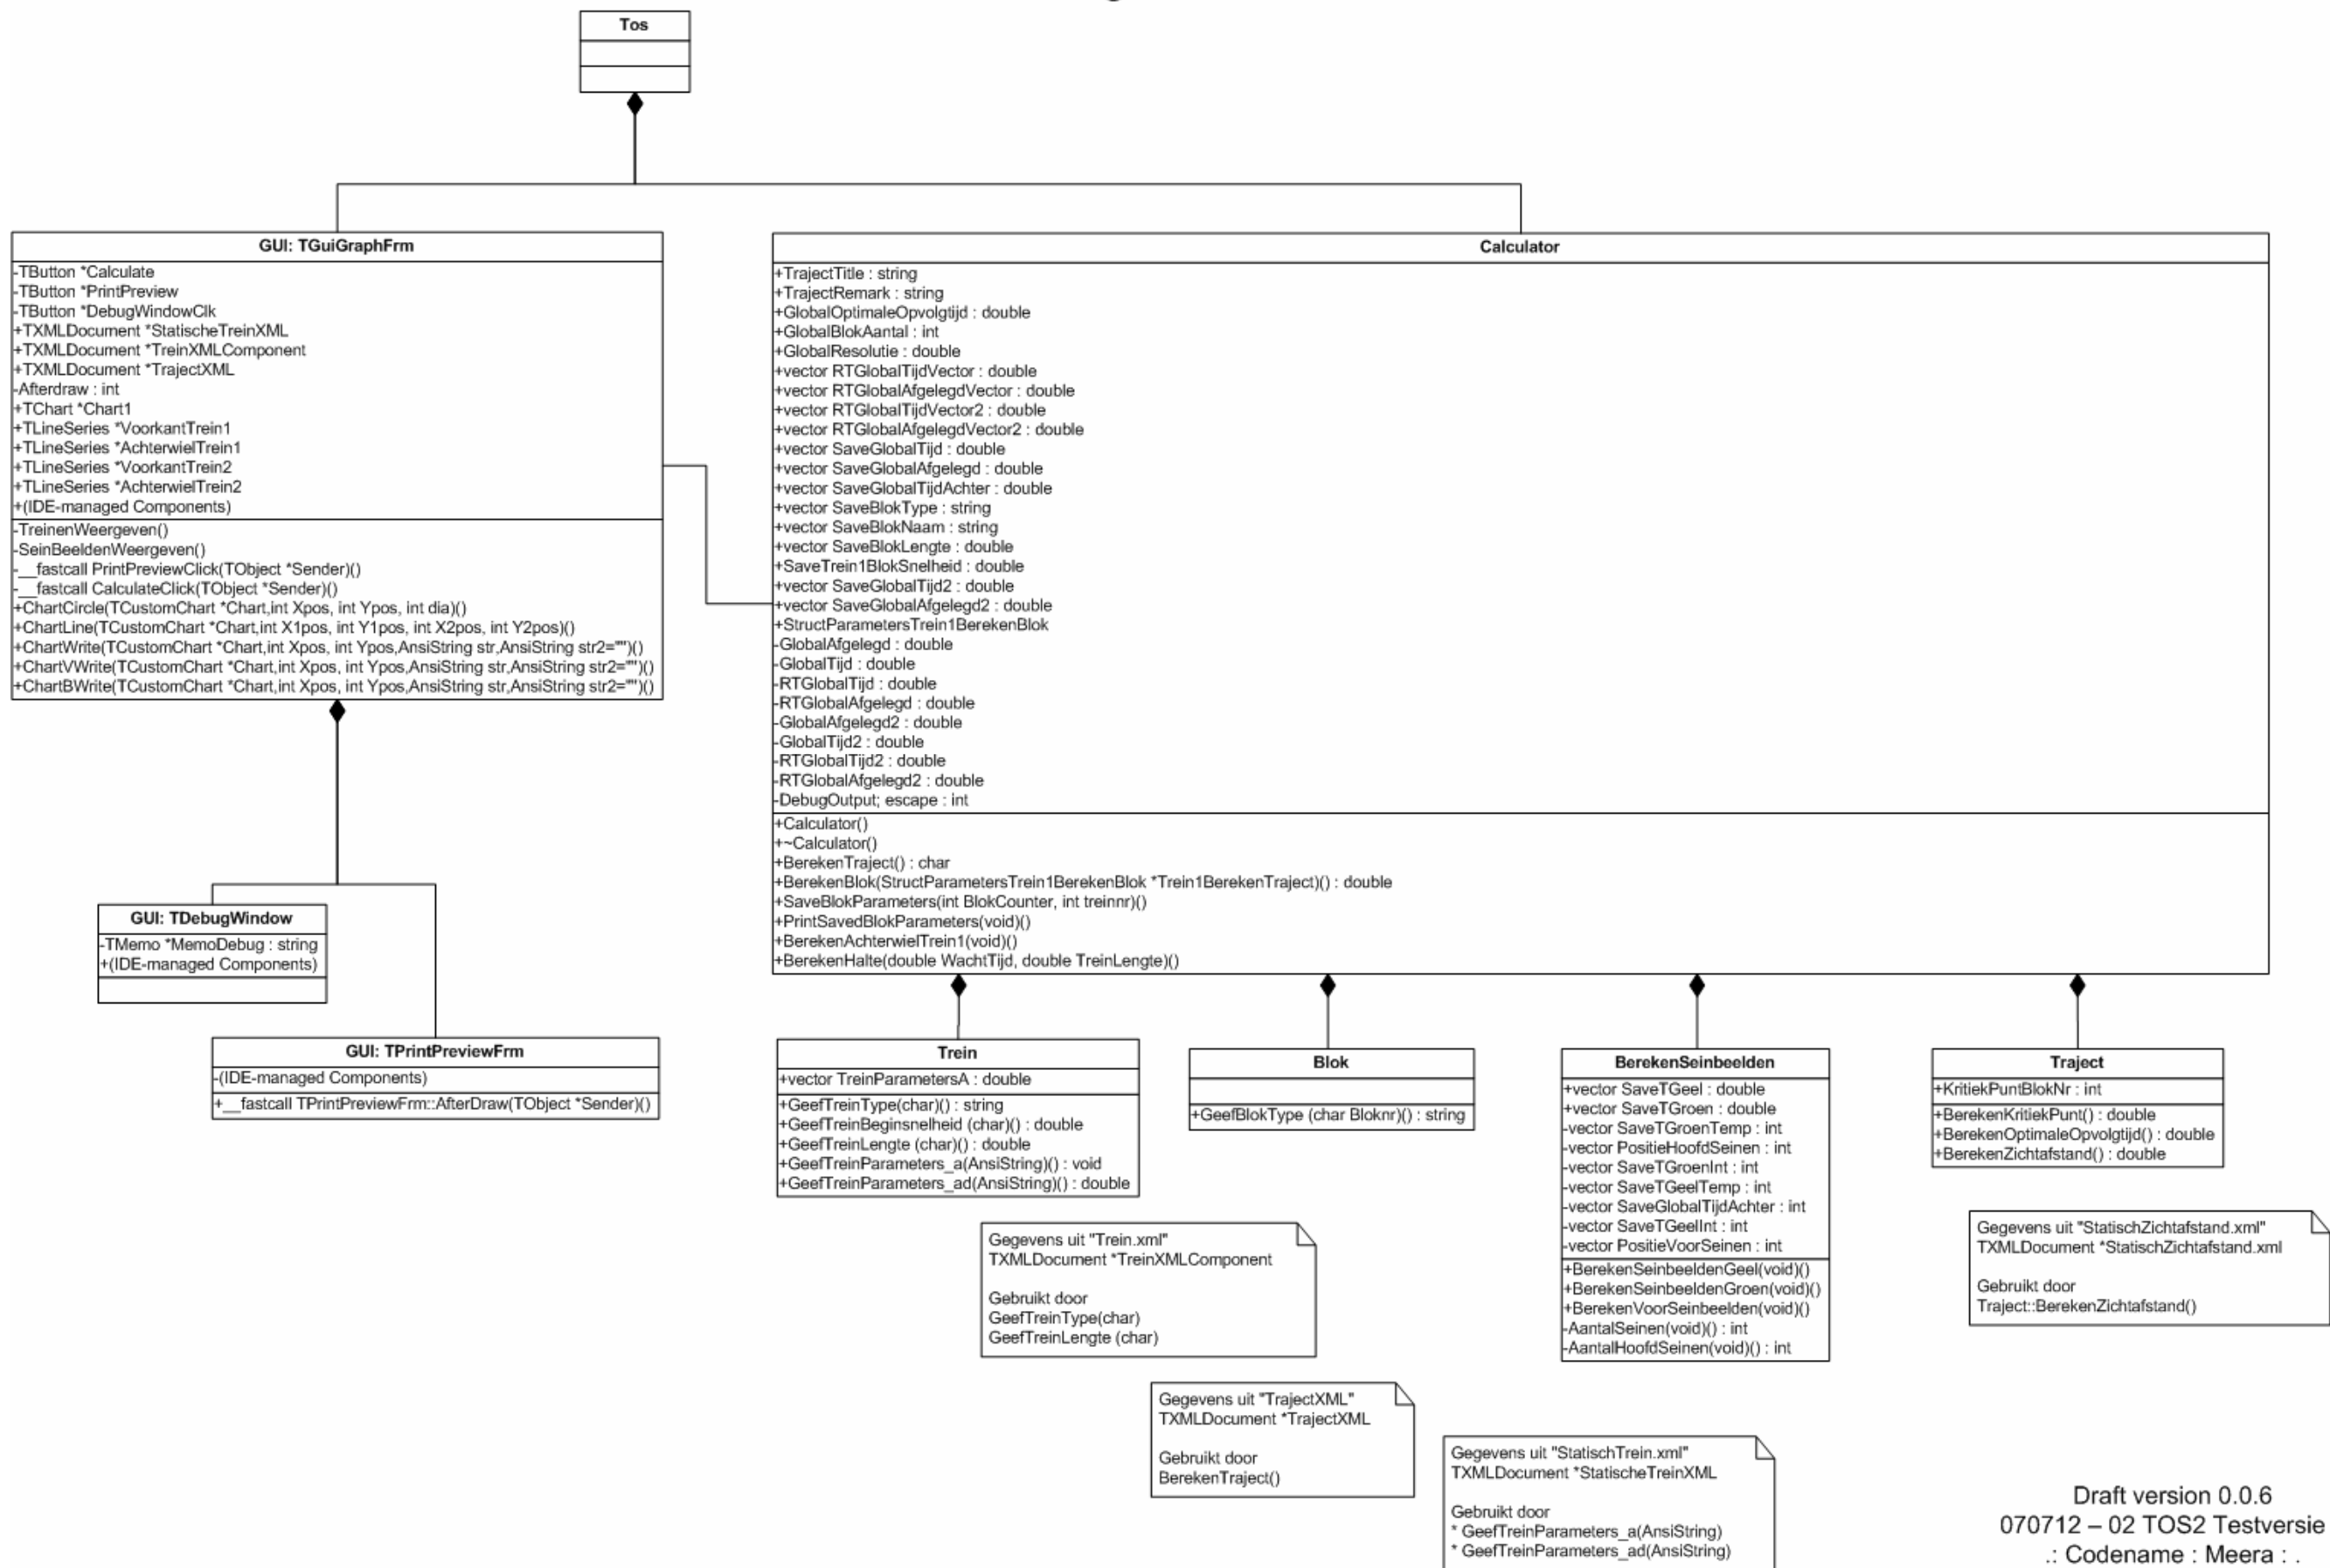 Tos
GUI: TGuiGraphFrm
-TButton *Calculate
-TButton *PrintPreview
-TButton *DebugWindowClk
+TXMLDocument *StatischeTreinXML
+TXMLDocument *TreinXMLComponent
+TXMLDocument *TrajectXML
-Afterdraw : int
+TChart *Chart1
+TLineSeries *VoorkantTrein1
+TLineSeries *AchterwielTrein1
+TLineSeries *VoorkantTrein2
+TLineSeries *AchterwielTrein2
+(IDE-managed Components)
-TreinenWeergeven()
-SeinBeeldenWeergeven()
-__fastcall PrintPreviewClick(TObject *Sender)()
-__fastcall CalculateClick(TObject *Sender)()
+ChartCircle(TCustomChart *Chart,int Xpos, int Ypos, int dia)()
+ChartLine(TCustomChart *Chart,int X1pos, int Y1pos, int X2pos, int Y2pos)()
+ChartWrite(TCustomChart *Chart,int Xpos, int Ypos,AnsiString str,AnsiString str2="")()
+ChartVWrite(TCustomChart *Chart,int Xpos, int Ypos,AnsiString str,AnsiString str2="")()
+ChartBWrite(TCustomChart *Chart,int Xpos, int Ypos,AnsiString str,AnsiString str2="")()
Calculator
+TrajectTitle : string
+TrajectRemark : string
+GlobalOptimaleOpvolgtijd : double
+GlobalBlokAantal : int
+GlobalResolutie : double
+vector RTGlobalTijdVector : double
+vector RTGlobalAfgelegdVector : double
+vector RTGlobalTijdVector2 : double
+vector RTGlobalAfgelegdVector2 : double
+vector SaveGlobalTijd : double
+vector SaveGlobalAfgelegd : double
+vector SaveGlobalTijdAchter : double
+vector SaveBlokType : string
+vector SaveBlokNaam : string
+vector SaveBlokLengte : double
+SaveTrein1BlokSnelheid : double
+vector SaveGlobalTijd2 : double
+vector SaveGlobalAfgelegd2 : double
+StructParametersTrein1BerekenBlok
-GlobalAfgelegd : double
-GlobalTijd : double
-RTGlobalTijd : double
-RTGlobalAfgelegd : double
-GlobalAfgelegd2 : double
-GlobalTijd2 : double
-RTGlobalTijd2 : double
-RTGlobalAfgelegd2 : double
-DebugOutput; escape : int
+Calculator()
+~Calculator()
+BerekenTraject() : char
+BerekenBlok(StructParametersTrein1BerekenBlok *Trein1BerekenTraject)() : double
+SaveBlokParameters(int BlokCounter, int treinnr)()
+PrintSavedBlokParameters(void)()
+BerekenAchterwielTrein1(void)()
+BerekenHalte(double WachtTijd, double TreinLengte)()
GUI: TDebugWindow
-TMemo *MemoDebug : string
+(IDE-managed Components)
GUI: TPrintPreviewFrm
-(IDE-managed Components)
+__fastcall TPrintPreviewFrm::AfterDraw(TObject *Sender)()
Trein
+vector TreinParametersA : double
+GeefTreinType(char)() : string
+GeefTreinBeginsnelheid (char)() : double
+GeefTreinLengte (char)() : double
+GeefTreinParameters_a(AnsiString)() : void
+GeefTreinParameters_ad(AnsiString)() : double
Blok
+GeefBlokType (char Bloknr)() : string
BerekenSeinbeelden
+vector SaveTGeel : double
+vector SaveTGroen : double
-vector SaveTGroenTemp : int
-vector PositieHoofdSeinen : int
-vector SaveTGroenInt : int
-vector SaveTGeelTemp : int
-vector SaveGlobalTijdAchter : int
-vector SaveTGeelInt : int
-vector PositieVoorSeinen : int
+BerekenSeinbeeldenGeel(void)()
+BerekenSeinbeeldenGroen(void)()
+BerekenVoorSeinbeelden(void)()
-AantalSeinen(void)() : int
-AantalHoofdSeinen(void)() : int
Traject
+KritiekPuntBlokNr : int
+BerekenKritiekPunt() : double
+BerekenOptimaleOpvolgtijd() : double
+BerekenZichtafstand() : double
Gegevens uit "Trein.xml"
TXMLDocument *TreinXMLComponent
Gebruikt door
GeefTreinType(char)
GeefTreinLengte (char)
Gegevens uit "StatischZichtafstand.xml"
TXMLDocument *StatischZichtafstand.xml
Gebruikt door
Traject::BerekenZichtafstand()
Gegevens uit "TrajectXML"
TXMLDocument *TrajectXML
Gebruikt door
BerekenTraject()
Gegevens uit "StatischTrein.xml"
TXMLDocument *StatischeTreinXML
Gebruikt door
* GeefTreinParameters_a(AnsiString)
* GeefTreinParameters_ad(AnsiString)
Draft version 0.0.6
070712 – 02 TOS2 Testversie
.: Codename : Meera : .